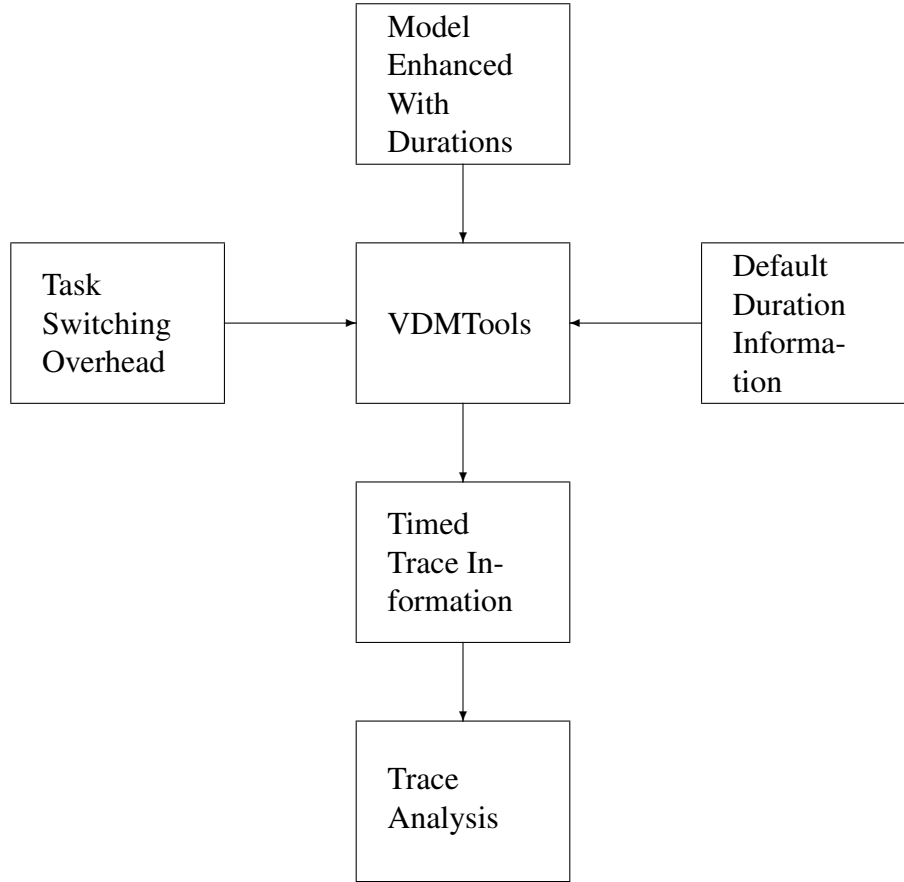 Model
Enhanced
With
Durations
Task
Switching
Overhead
VDMTools
Default
Duration
Informa-
tion
Timed
Trace In-
formation
Trace
Analysis